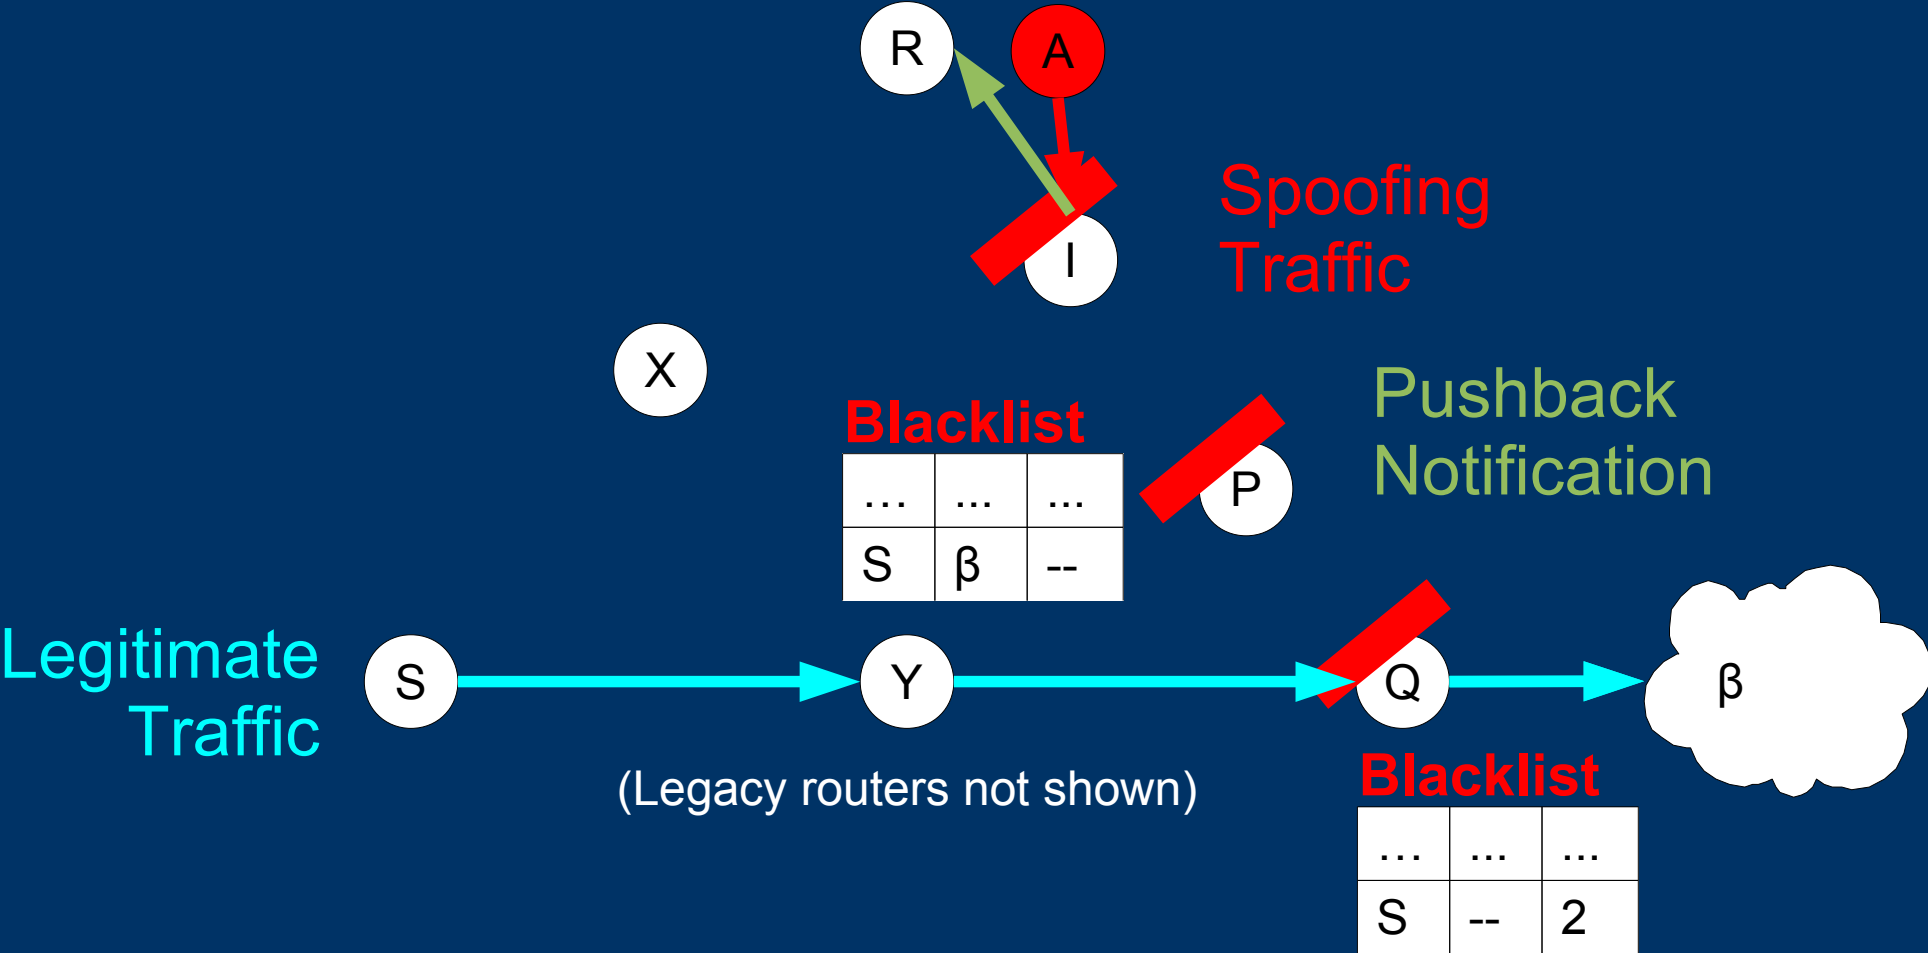 R
A
Spoofing
Traffic
I
X
Pushback
Notification
Blacklist
... ... ...
S β --
P
Legitimate
Traffic
S
Y
Q
β
(Legacy routers not shown)
Blacklist
... ... ...
S -- 2